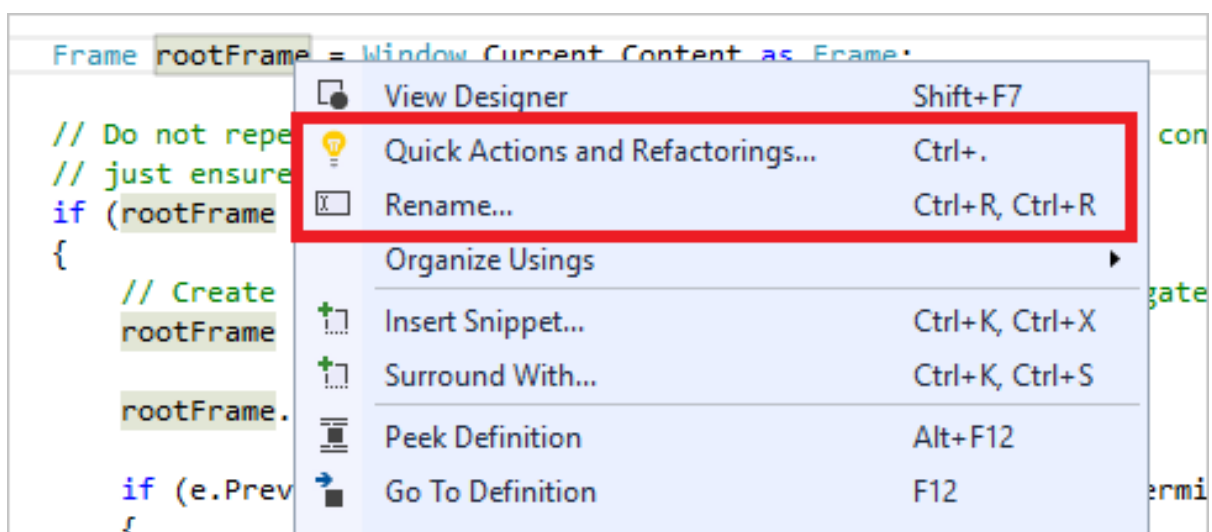 Frame rootFrame = Window.Current.Content as Frame;
View Designer Shift+F7
// Do not repe con
Quick Actions and Refactorings... Ctrl+.
// just ensure
Rename... Ctrl+R, Ctrl+R
if (rootFrame
{
Organize Usings
// Create gate
Insert Snippet... Ctrl+K, Ctrl+X
rootFrame
Surround With... Ctrl+K, Ctrl+S
rootFrame.
Peek Definition Alt+F12
if (e.Prev ermi
Go To Definition F12
{